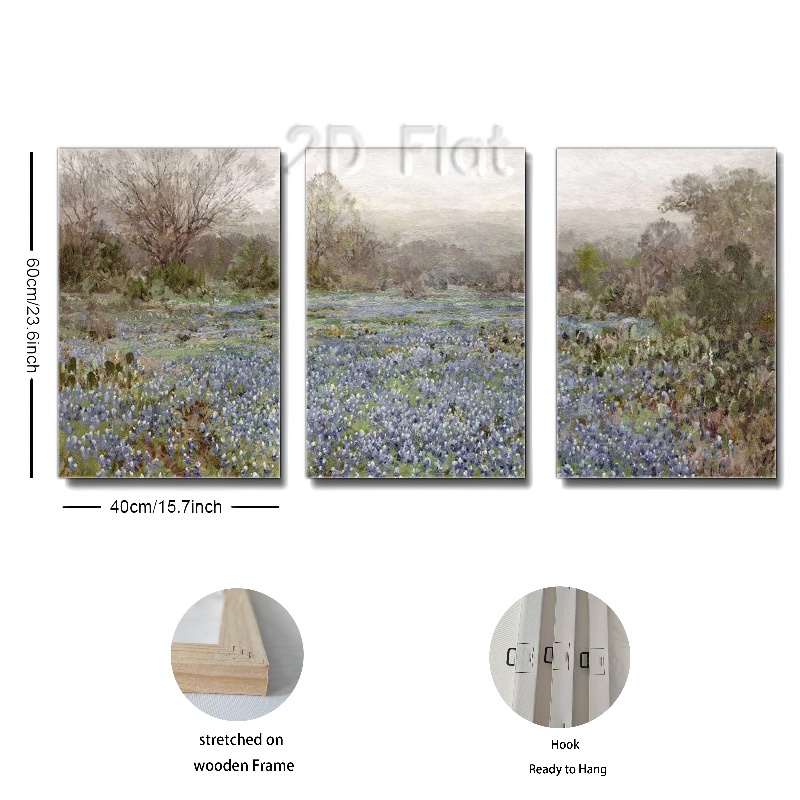 2D Flat
60cm/23.6inch
40cm/15.7inch
stretched on
wooden Frame
Hook
Ready to Hang